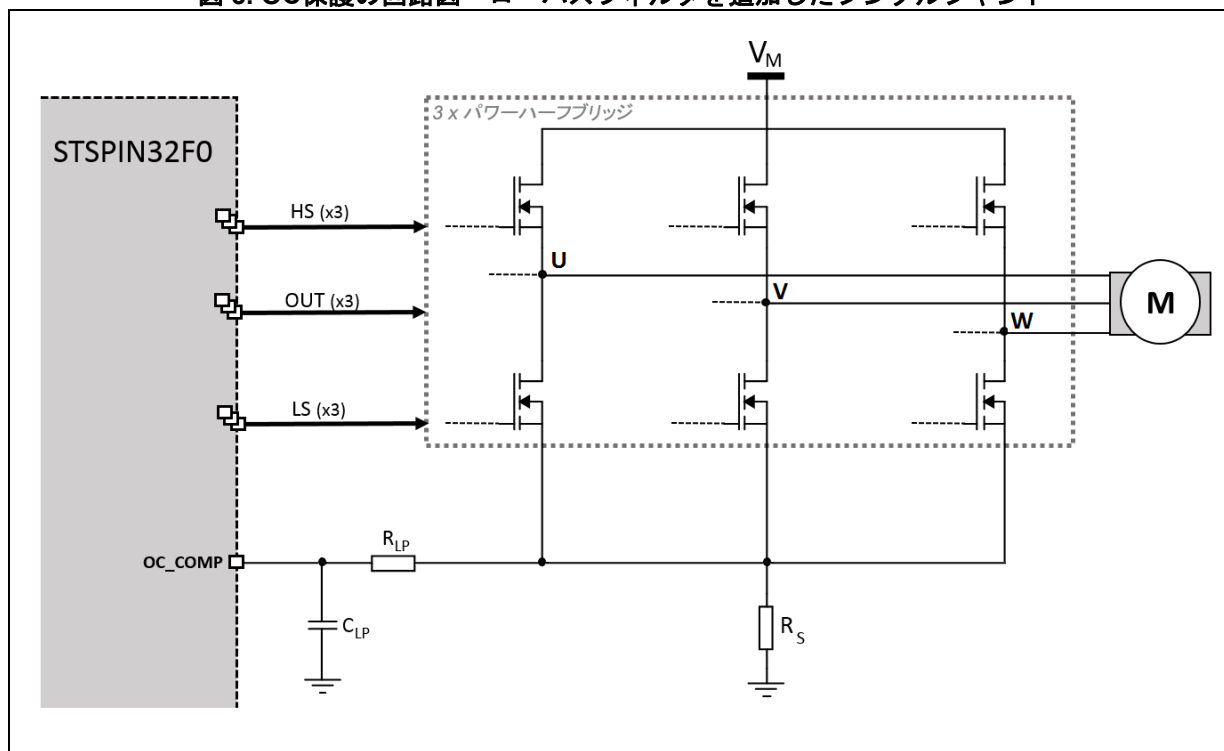 V_M
3 x パワーハーフブリッジ
STSPIN32F0
HS (x3)
U
OUT (x3)
V
M
W
LS (x3)
R_LP
OC_COMP
C_LP
R_S